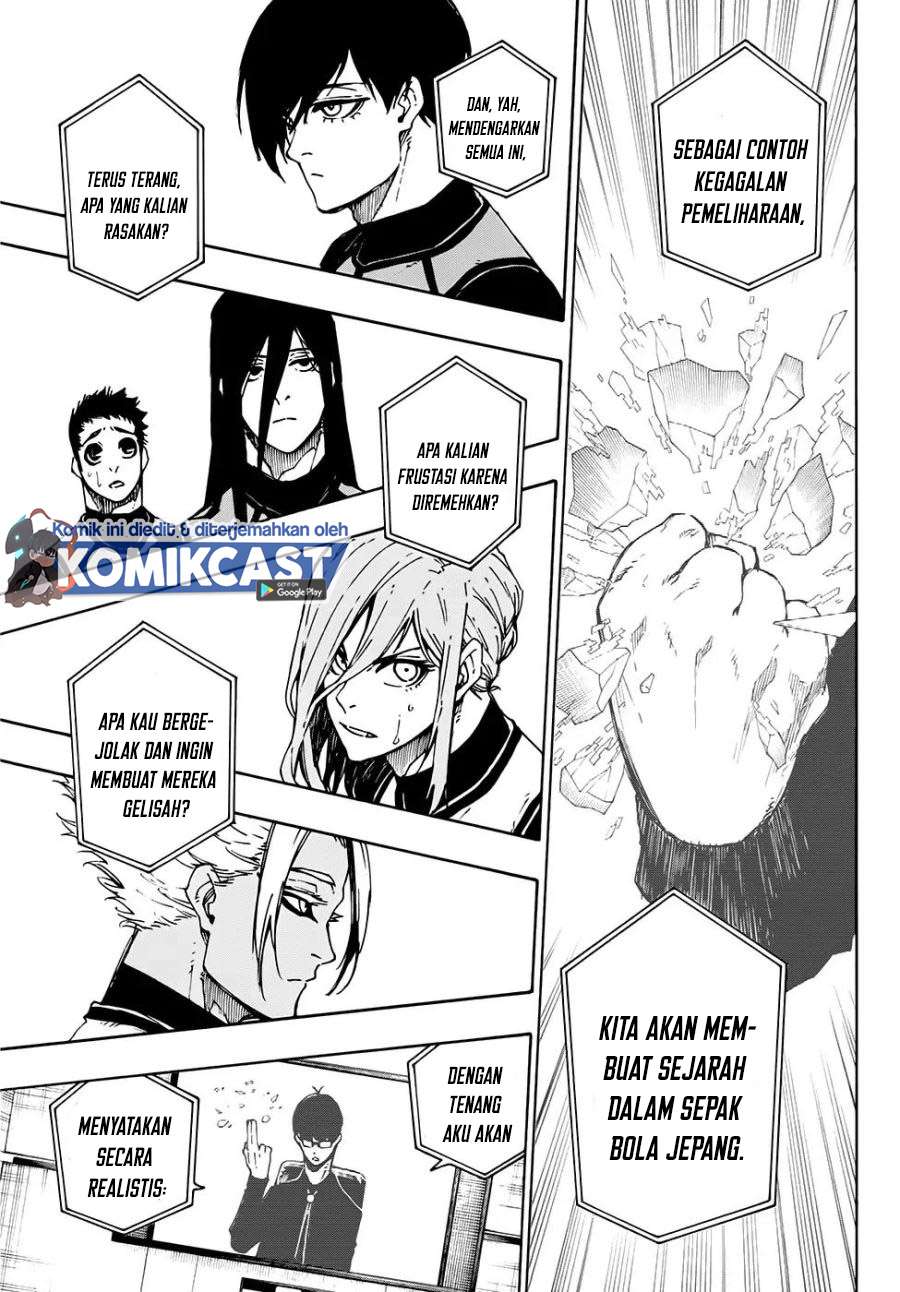 SEBAGAI CONTOH
KEGAGALAN
PEMELIHARAAN,
KITA AKAN MEM-
BUAT SEJARAH
DALAM SEPAK
BOLA JEPANG.
DAN, YAH,
MENDENGARKAN
SEMUA INI,
TERUS TERANG,
APA YANG KALIAN
RASAKAN?
APA KALIAN
FRUSTASI KARENA
DIREMEHKAN?
Komik ini diedit & diterjemahkan oleh
KOMIKCAST
GET IT ON
Google Play
APA KAU BERGE-
JOLAK DAN INGIN
MEMBUAT MEREKA
GELISAH?
DENGAN
TENANG
AKU AKAN
MENYATAKAN
SECARA
REALISTIS: